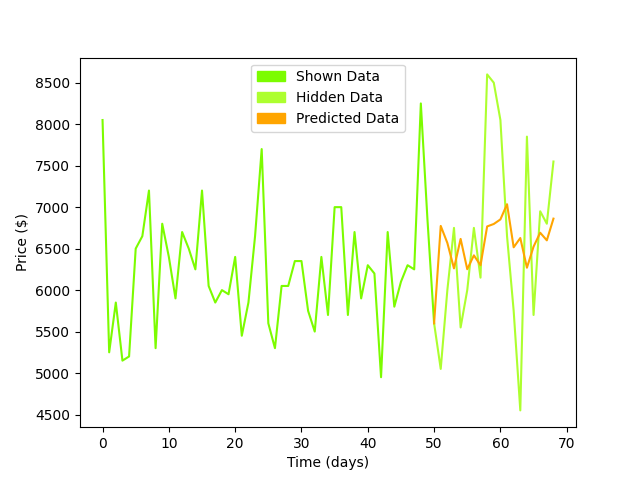 Shown Data
Hidden Data
Predicted Data
8500
8000
7500
7000
6500
6000
5500
5000
4500
Price ($)
0 10 20 30 40 50 60 70
Time (days)